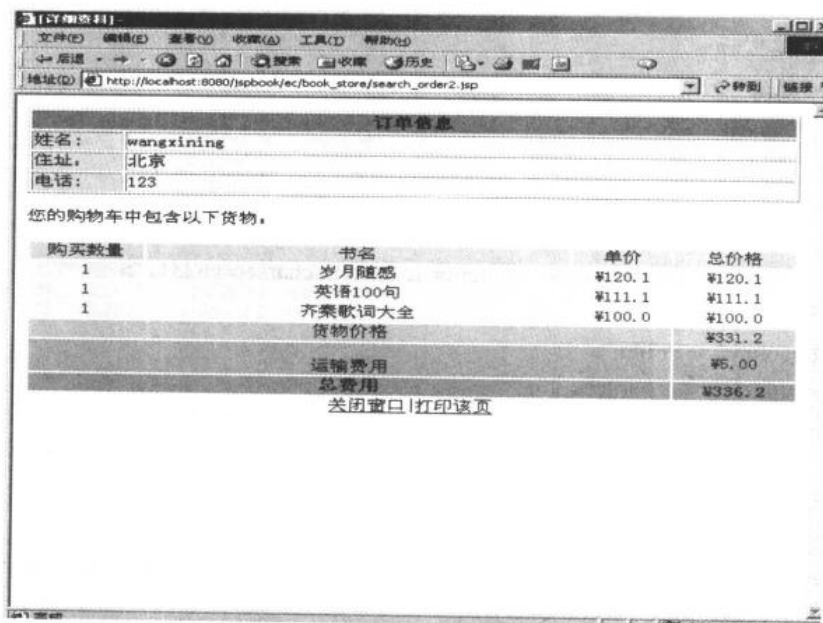 [详细资料]-
文件(F) 编辑(E) 查看(V) 收藏(A) 工具(T) 帮助(H)
后退 搜索 收藏 历史
地址(D) http://localhost:8080/jspbook/ec/book_store/search_order2.jsp 转到 链接
订单信息
姓名: wangxining
住址: 北京
电话: 123
您的购物车中包含以下货物:
购买数量 书名 单价 总价格
1 岁月随感 ¥120.1 ¥120.1
1 英语100句 ¥111.1 ¥111.1
1 齐秦歌词大全 ¥100.0 ¥100.0
货物价格 ¥331.2
运输费用 ¥5.00
总费用 ¥336.2
关闭窗口|打印该页